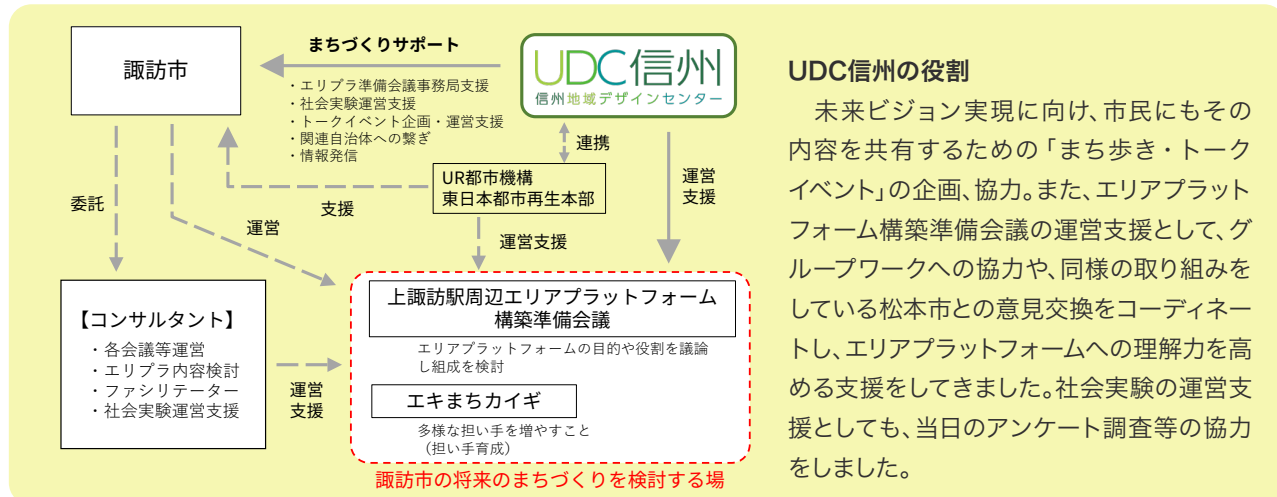 諏訪市
まちづくりサポート
・エリプラ準備会議事務局支援
・社会実験運営支援
・トークイベント企画・運営支援
・関連自治体への繋ぎ
・情報発信
UDC信州
信州地域デザインセンター
連携
UR都市機構
東日本都市再生本部
運営
支援
支援
委託
運営
運営支援
【コンサルタント】
・各会議等運営
・エリプラ内容検討
・ファシリテーター
・社会実験運営支援
運営
支援
上諏訪駅周辺エリアプラットフォーム
構築準備会議
エリアプラットフォームの目的や役割を議論
し組成を検討
エキまちカイギ
多様な担い手を増やすこと
(担い手育成)
諏訪市の将来のまちづくりを検討する場
UDC信州の役割
未来ビジョン実現に向け、市民にもその
内容を共有するための「まち歩き・トーク
イベント」の企画、協力。また、エリアプラット
フォーム構築準備会議の運営支援として、グ
ループワークへの協力や、同様の取り組みを
している松本市との意見交換をコーディネー
トし、エリアプラットフォームへの理解力を高
める支援をしてきました。社会実験の運営支
援としても、当日のアンケート調査等の協力
をしました。